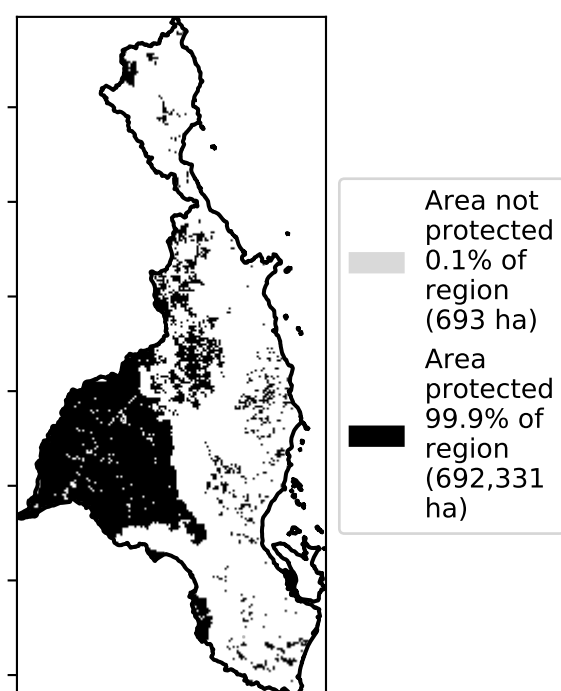 Area not
protected
0.1% of
region
(693 ha)
Area
protected
99.9% of
region
(692,331
ha)